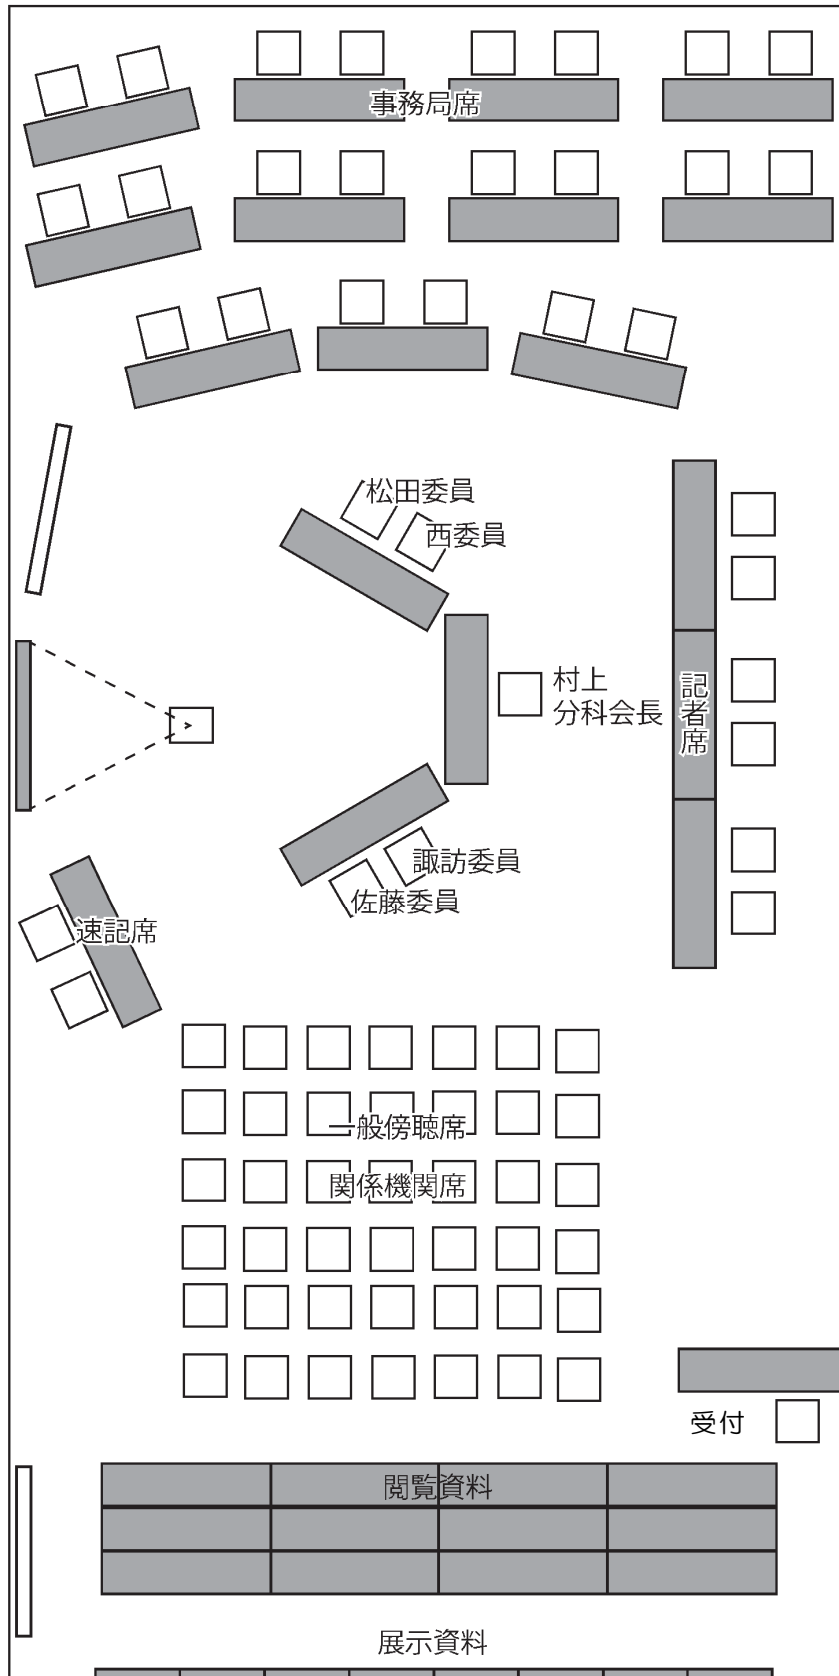 事務局席
松田委員
西委員
村上
分科会長
記者席
諏訪委員
佐藤委員
速記席
一般傍聴席
関係機関席
受付
閲覧資料
展示資料